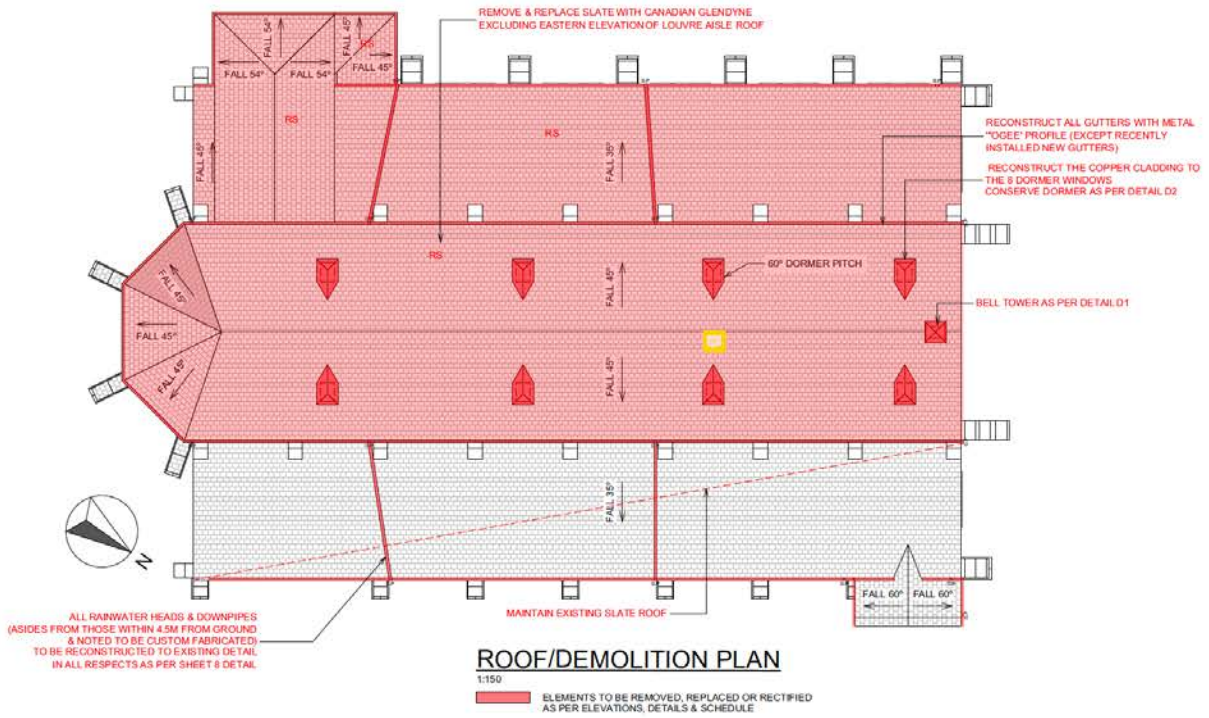 REMOVE & REPLACE SLATE WITH CANADIAN GLENDYNE
EXCLUDING EASTERN ELEVATION OF LOUVRE AISLE ROOF
FALL 54°
FALL 45°
RS
FALL 54°
FALL 54°
FALL 45°
RS
RS
RECONSTRUCT ALL GUTTERS WITH METAL
"'OGEE' PROFILE (EXCEPT RECENTLY
INSTALLED NEW GUTTERS)
FALL 45°
FALL 35°
RECONSTRUCT THE COPPER CLADDING TO
THE 8 DORMER WINDOWS
CONSERVE DORMER AS PER DETAIL D2
RS
FALL 45°
FALL 45°
60° DORMER PITCH
BELL TOWER AS PER DETAIL D1
FALL 45°
FALL 45°
FALL 45°
FALL 35°
N
FALL 60°
FALL 60°
ALL RAINWATER HEADS & DOWNPIPES
(ASIDES FROM THOSE WITHIN 4.5M FROM GROUND
& NOTED TO BE CUSTOM FABRICATED)
TO BE RECONSTRUCTED TO EXISTING DETAIL
IN ALL RESPECTS AS PER SHEET 8 DETAIL
MAINTAIN EXISTING SLATE ROOF
ROOF/DEMOLITION PLAN
1:150
ELEMENTS TO BE REMOVED, REPLACED OR RECTIFIED
AS PER ELEVATIONS, DETAILS & SCHEDULE